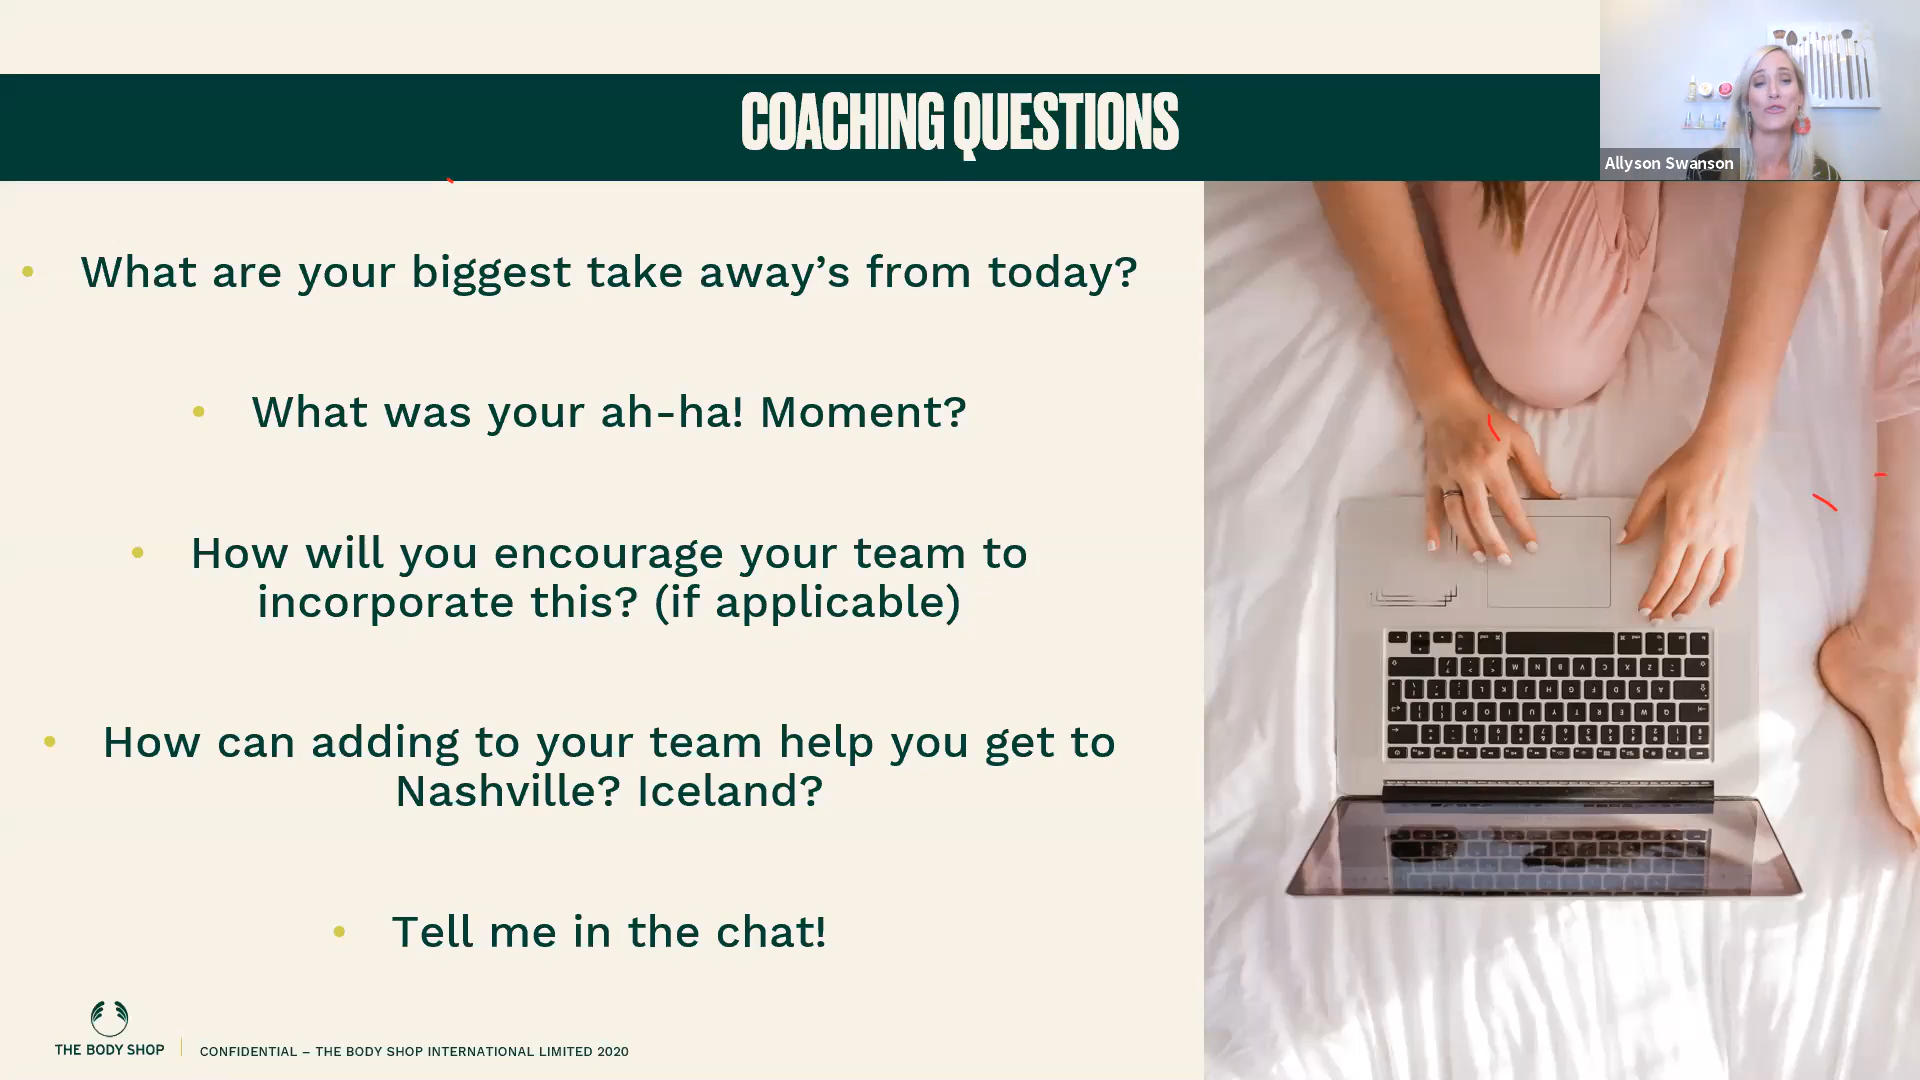 COACHING QUESTIONS
Allyson Swanson
• What are your biggest take away’s from today?
• What was your ah-ha! Moment?
• How will you encourage your team to
incorporate this? (if applicable)
• How can adding to your team help you get to
Nashville? Iceland?
• Tell me in the chat!
THE BODY SHOP
CONFIDENTIAL – THE BODY SHOP INTERNATIONAL LIMITED 2020